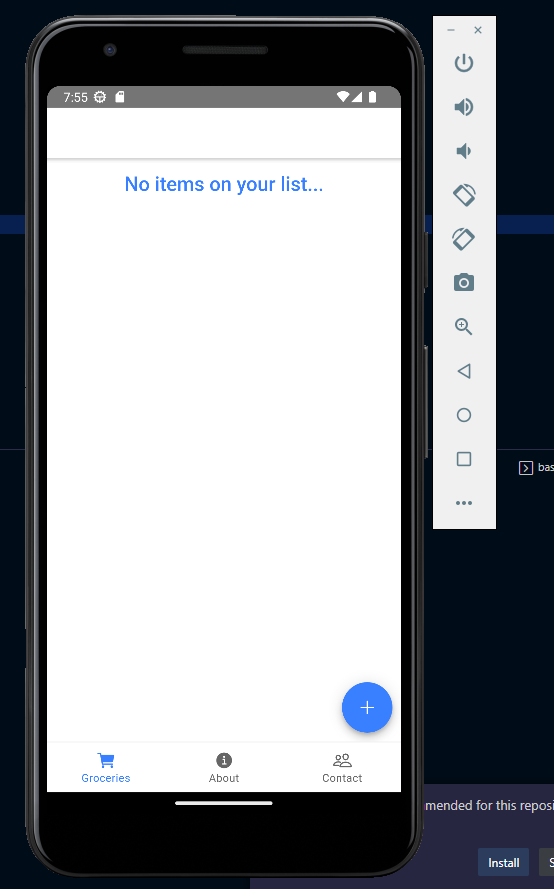 7:55
No items on your list...
Groceries
About
Contact
bas
mended for this reposi
Install
S